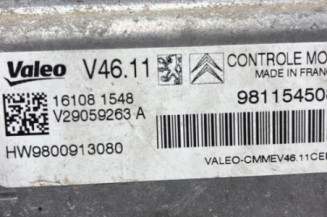 Valeo V46.11 CONTROLE MO
MADE IN FRAN
16108 1548
V29059263 A
98115450
HW9800913080
VALEO-CMMEV46.11CE